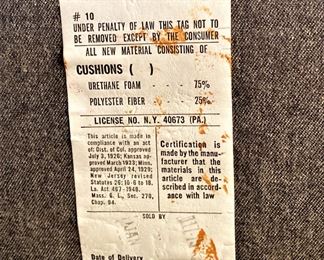 # 10
UNDER PENALTY OF LAW THIS TAG NOT TO
BE REMOVED EXCEPT BY THE CONSUMER
ALL NEW MATERIAL CONSISTING OF
CUSHIONS ( )
URETHANE FOAM . . . . 75%
POLYESTER FIBER . . . . 25%
LICENSE NO. N.Y. 40673 (PA.)
This article is made in
compliance with an act
of: Dist. of Col. approved
July 3, 1926; Kansas ap-
proved March 1923; Minn.
approved April 24, 1929;
New Jersey revised
Statutes 26: 10-6 to 18.
La. Act. 467-1948.
Mass. G. L., Sec. 270,
Chap. 94.
Certification is
made by the manu-
facturer that the
materials in this
article are de-
scribed in accord-
ance with law
SOLD BY
Date of Delivery